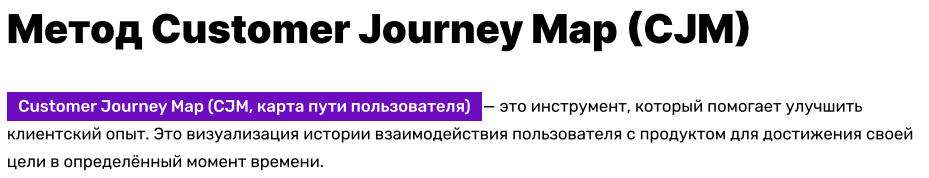 Метод Customer Journey Map (CJM)
Customer Journey Map (CJM, карта пути пользователя) — это инструмент, который помогает улучшить
клиентский опыт. Это визуализация истории взаимодействия пользователя с продуктом для достижения своей
цели в определённый момент времени.